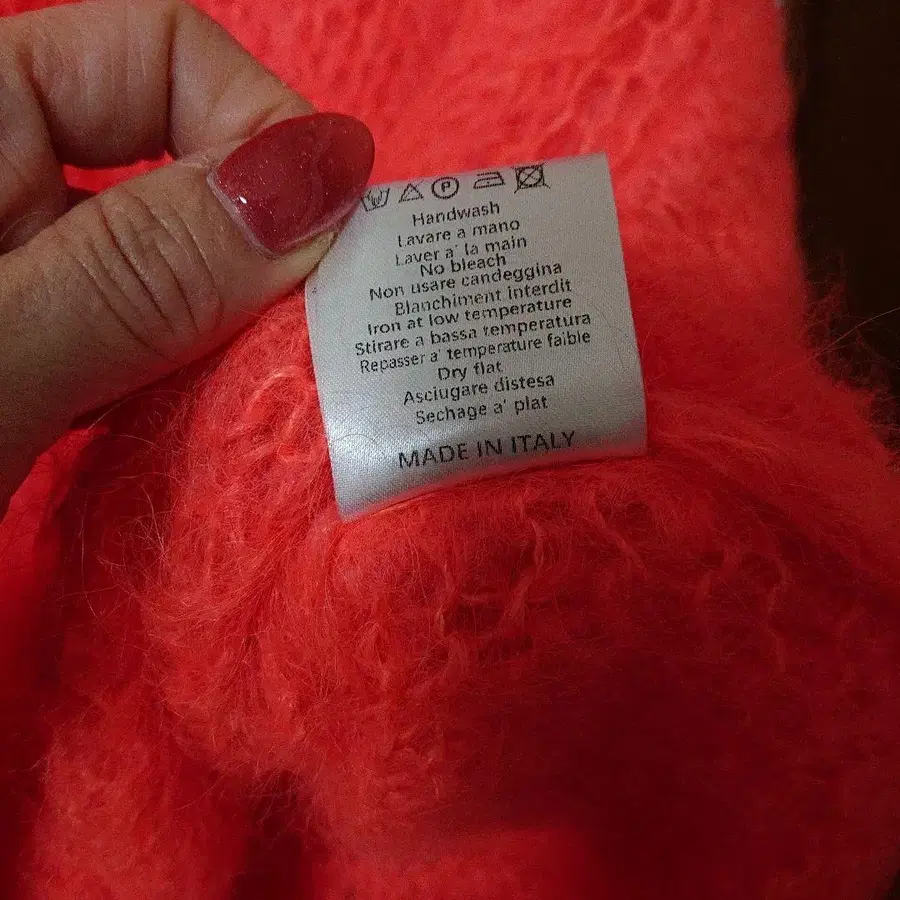 P
Handwash
Lavare a mano
Laver a' la main
No bleach
Non usare candeggina
Blanchiment interdit
Iron at low temperature
Stirare a bassa temperatura
Repasser a' temperature faible
Dry flat
Asciugare distesa
Sechage a' plat
MADE IN ITALY